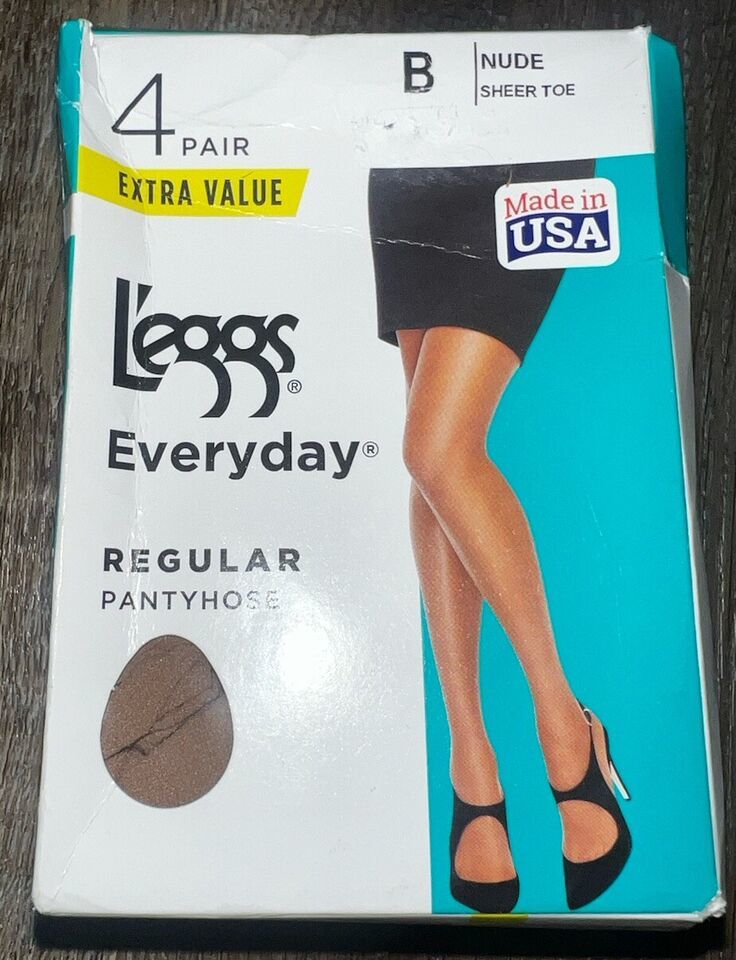 4 PAIR
EXTRA VALUE
B
NUDE
SHEER TOE
Made in
USA
L'eggs®
Everyday®
REGULAR
PANTYHOSE